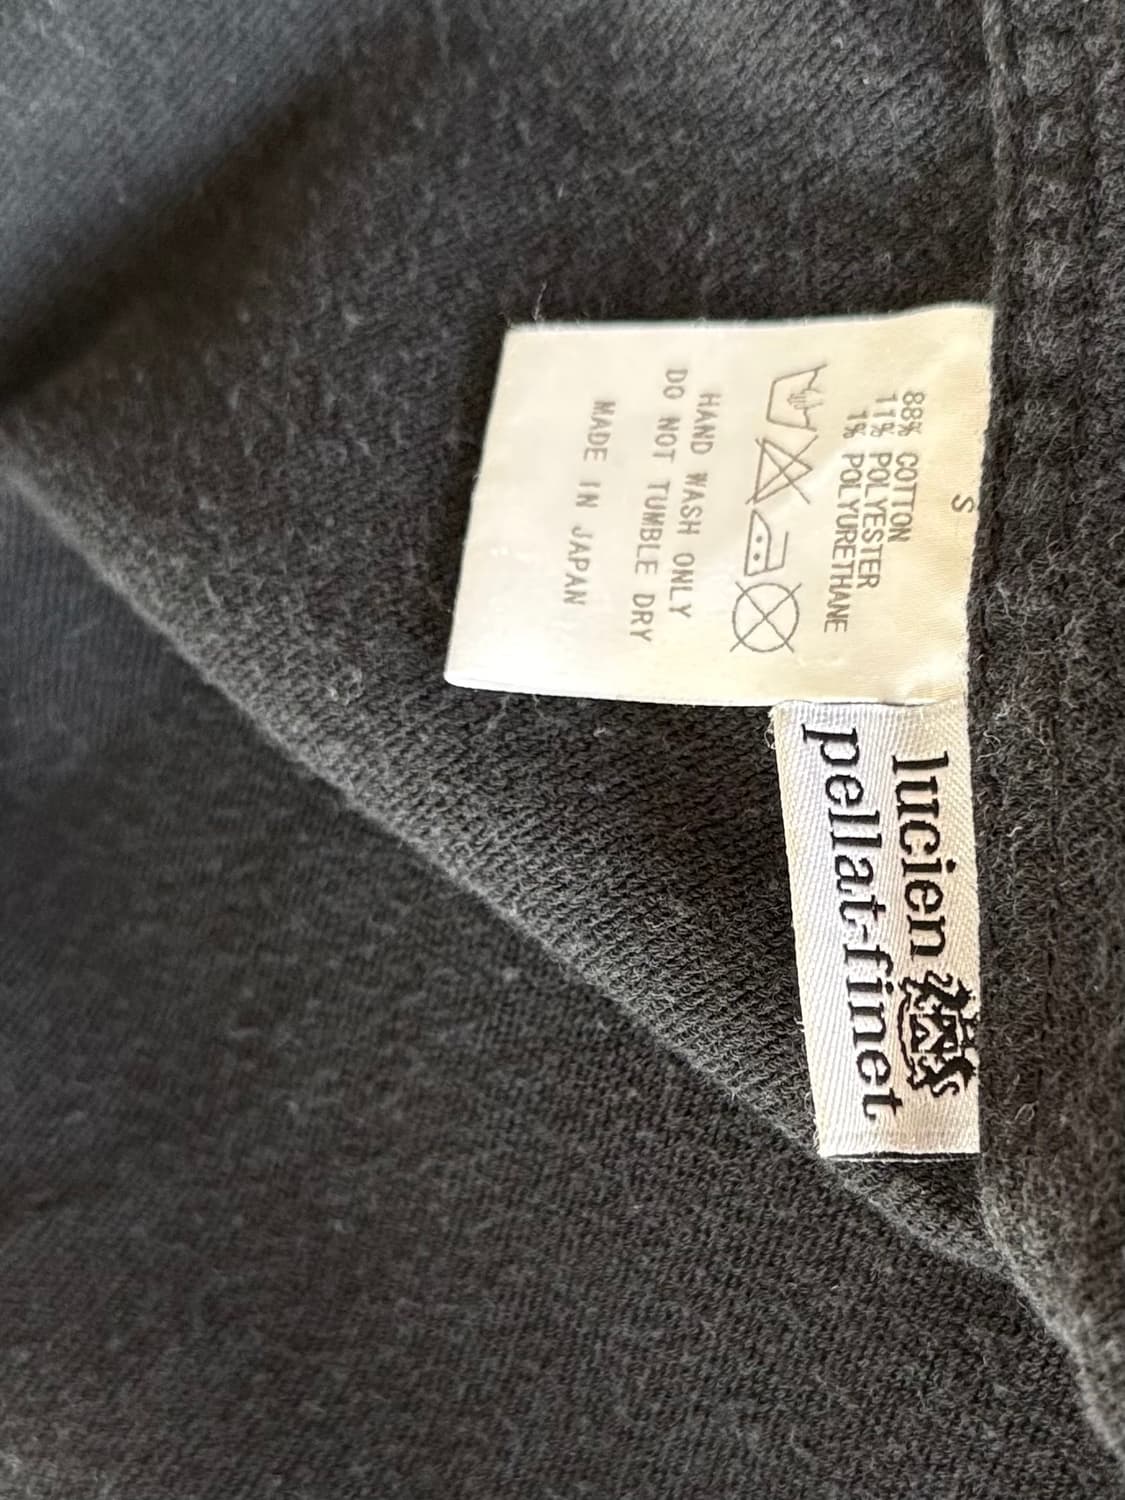 S
88% COTTON
11% POLYESTER
1% POLYURETHANE
HAND WASH ONLY
DO NOT TUMBLE DRY
MADE IN JAPAN
lucien
pellat-finet